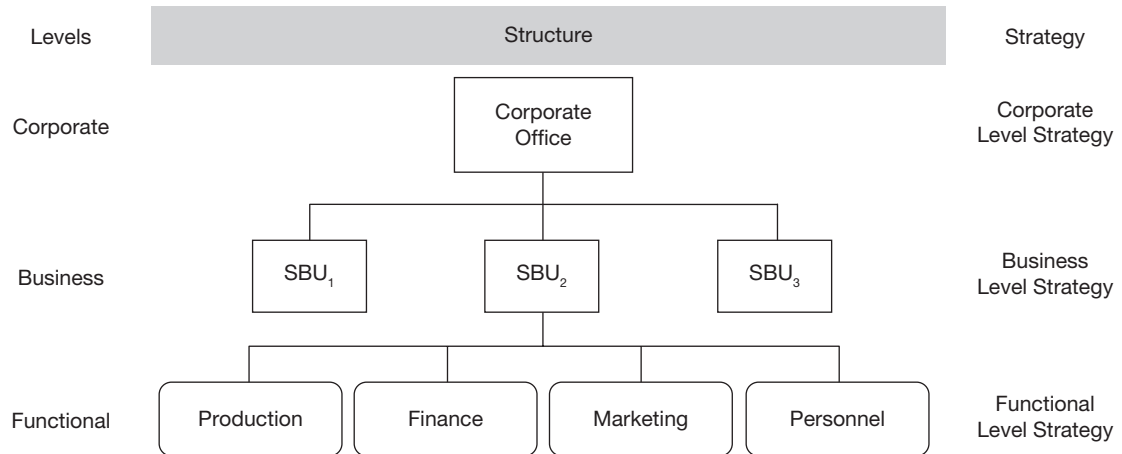 Levels Structure Strategy
Corporate
Corporate
Office
Corporate
Level Strategy
Business
SBU₁ SBU₂ SBU₃
Business
Level Strategy
Functional
Production Finance Marketing Personnel
Functional
Level Strategy